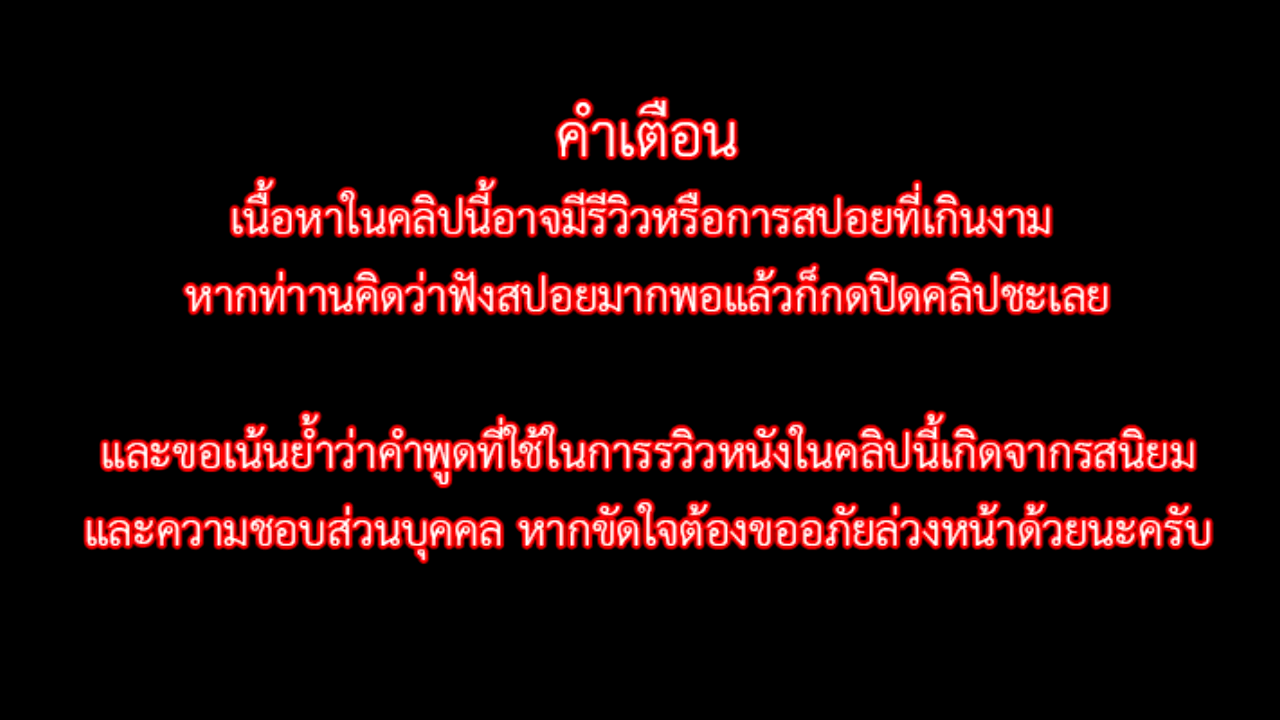 คำเตือน
เนื้อหาในคลิปนี้อาจมีรีวิวหรือการสปอยที่เกินงาม
หากท่าานคิดว่าฟังสปอยมากพอแล้วก็กดปิดคลิปชะเลย
และขอเน้นย้ำว่าคำพูดที่ใช้ในการรวิวหนังในคลิปนี้เกิดจากรสนิยม
และความชอบส่วนบุคคล หากขัดใจต้องขออภัยล่วงหน้าด้วยนะครับ